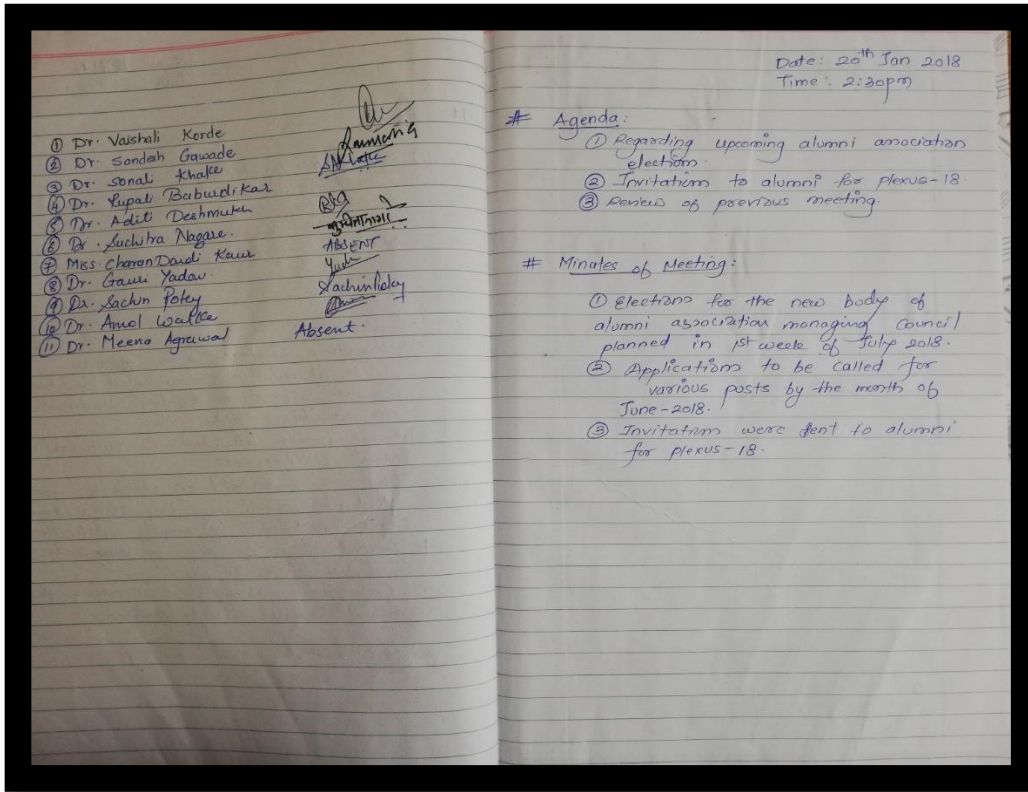 ① Dr. Vaishali Korde
② Dr. Sandesh Gawade
③ Dr. Sonali Khake
④ Dr. Rupali Baburdikar
⑤ Dr. Aditi Deshmukh
⑥ Dr. Suchitra Nagare.
⑦ Miss. Charan Dardi Kaur
ABSENT
⑧ Dr. Gauri Yadav.
⑨ Dr. Sachin Potey
Sachin Potey
⑩ Dr. Amol Walke
⑪ Dr. Meena Agrawal Absent.
Date: 20th Jan 2018
Time: 2:30pm
# Agenda:
① Regarding upcoming alumni association
election.
② Invitation to alumni for plexus-18.
③ Review of previous meeting.
# Minutes of Meeting:
① Elections for the new body of
alumni association managing council
planned in 1st week of July 2018.
② Applications to be called for
various posts by the month of
June-2018.
③ Invitations were sent to alumni
for plexus-18.